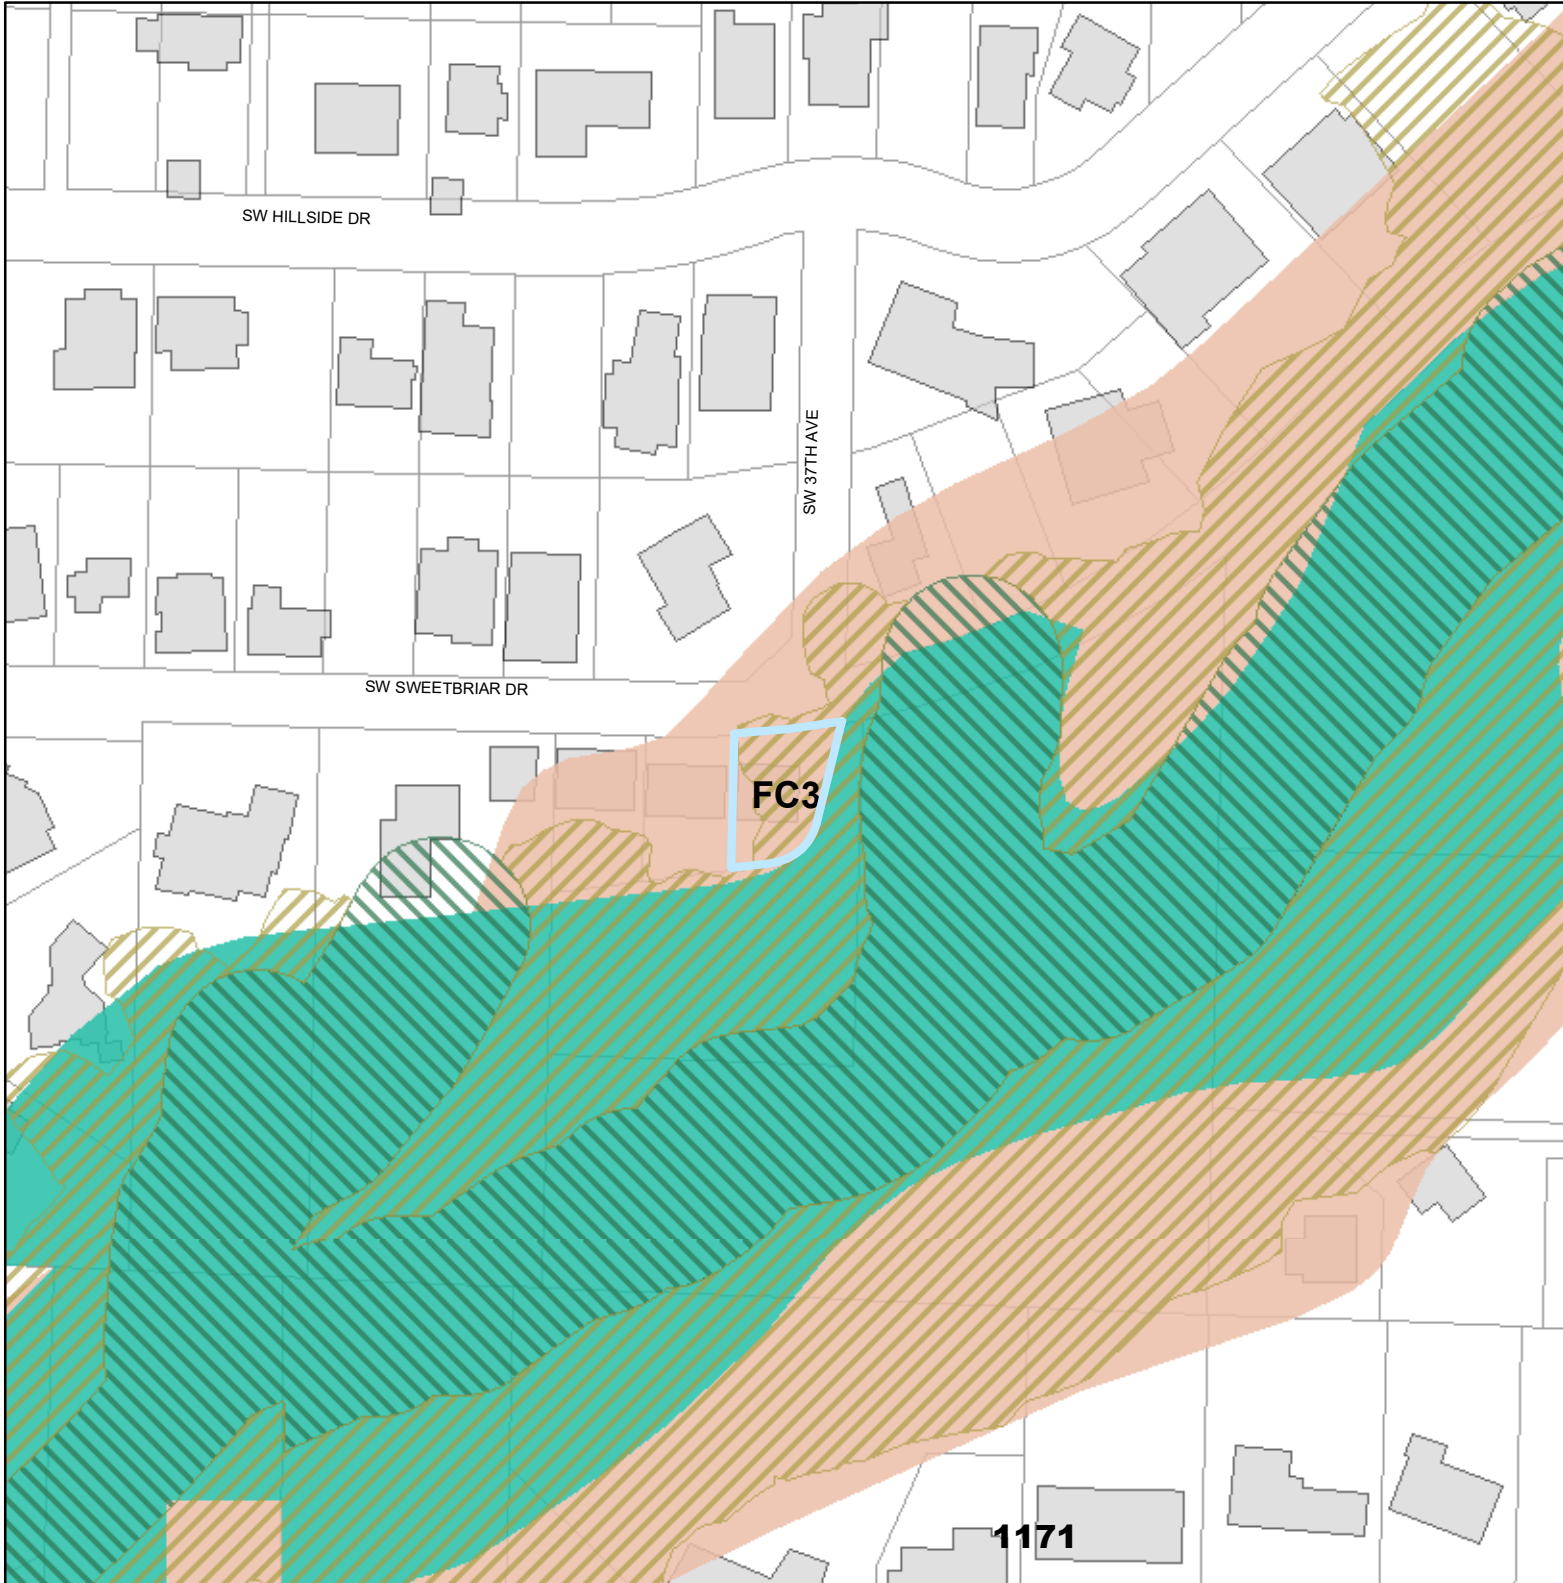 SW HILLSIDE DR
SW 37TH AVE
SW SWEETBRIAR DR
FC3
1171